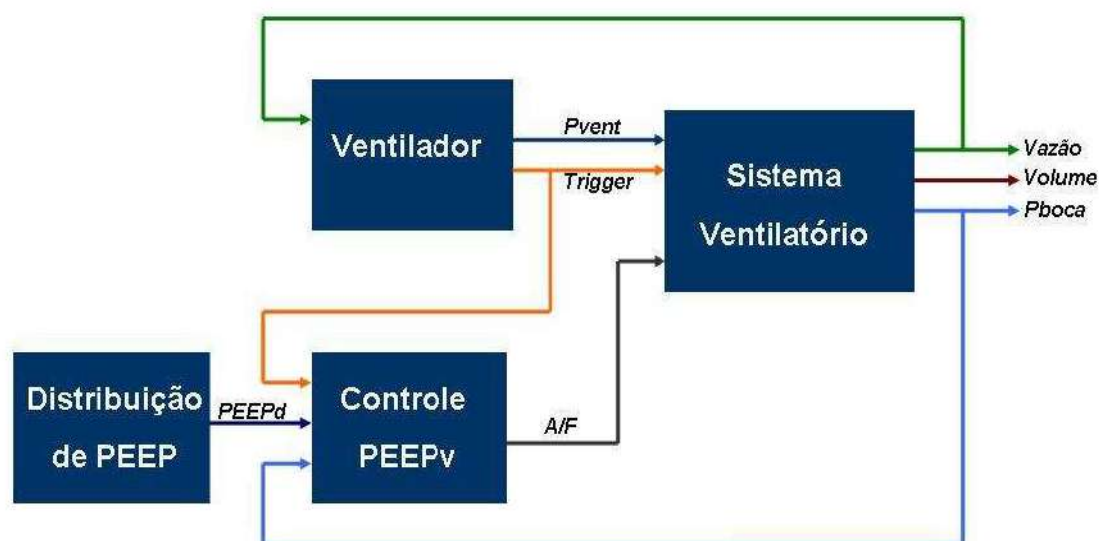 Ventilador
Pvent
Trigger
Sistema
Ventilatório
Vazão
Volume
Pboca
Distribuição
de PEEP
PEEPd
Controle
PEEPv
A/F